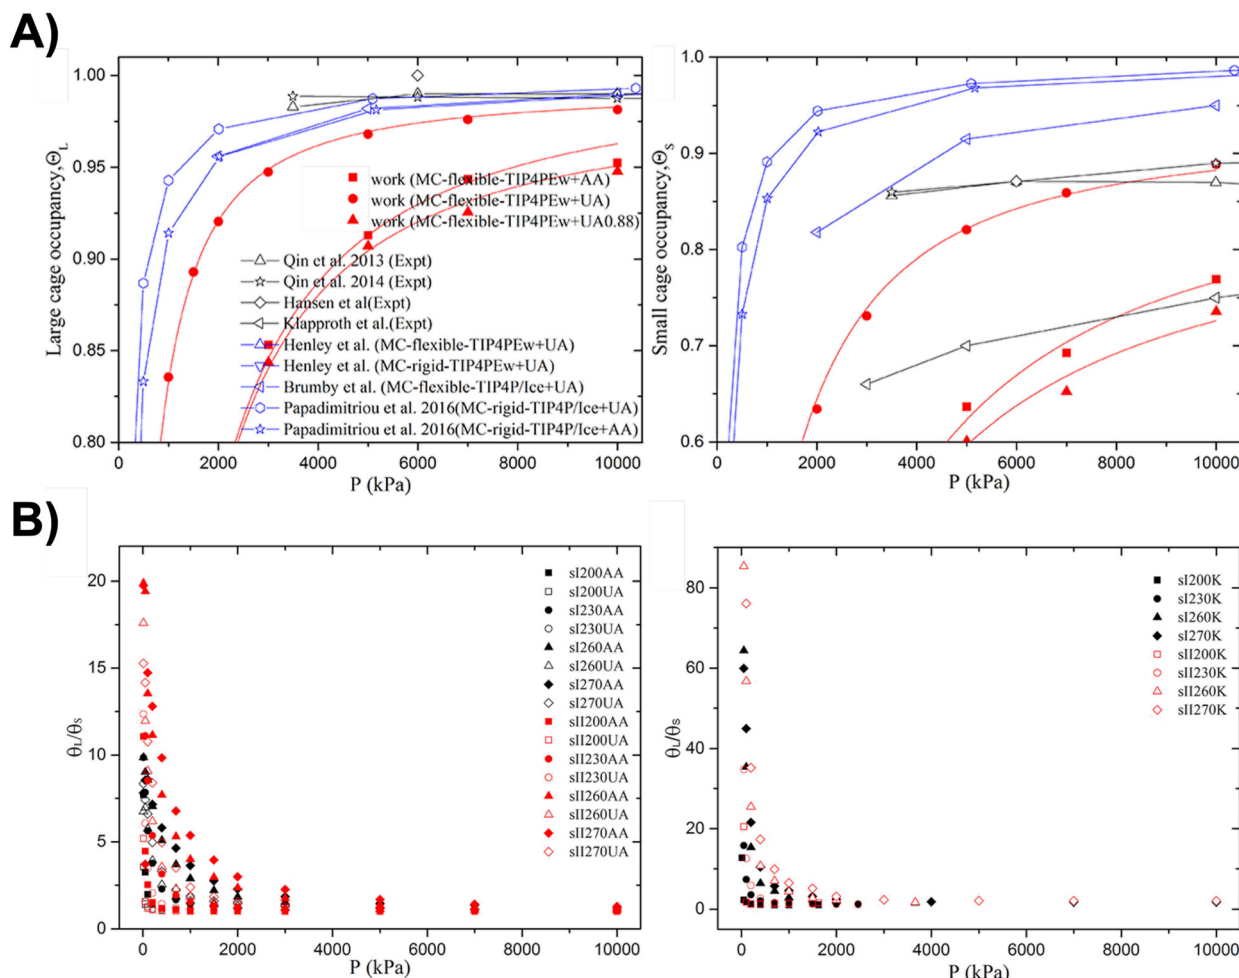 A)
1.00
0.95
0.90
0.85
0.80
Large cage occupancy,Θ_L
work (MC-flexible-TIP4PEw+AA)
work (MC-flexible-TIP4PEw+UA)
work (MC-flexible-TIP4PEw+UA0.88)
Qin et al. 2013 (Expt)
Qin et al. 2014 (Expt)
Hansen et al(Expt)
Klapproth et al.(Expt)
Henley et al. (MC-flexible-TIP4PEw+UA)
Henley et al. (MC-rigid-TIP4PEw+UA)
Brumby et al. (MC-flexible-TIP4P/Ice+UA)
Papadimitriou et al. 2016(MC-rigid-TIP4P/Ice+UA)
Papadimitriou et al. 2016(MC-rigid-TIP4P/Ice+AA)
0 2000 4000 6000 8000 10000
P (kPa)
1.0
0.9
0.8
0.7
0.6
Small cage occupancy,Θ_S
0 2000 4000 6000 8000 10000
P (kPa)
B)
20
15
10
5
0
θL/θS
sI200AA
sI200UA
sI230AA
sI230UA
sI260AA
sI260UA
sI270AA
sI270UA
sII200AA
sII200UA
sII230AA
sII230UA
sII260AA
sII260UA
sII270AA
sII270UA
0 2000 4000 6000 8000 10000
P (kPa)
80
60
40
20
0
θL/θS
sI200K
sI230K
sI260K
sI270K
sII200K
sII230K
sII260K
sII270K
0 2000 4000 6000 8000 10000
P (kPa)